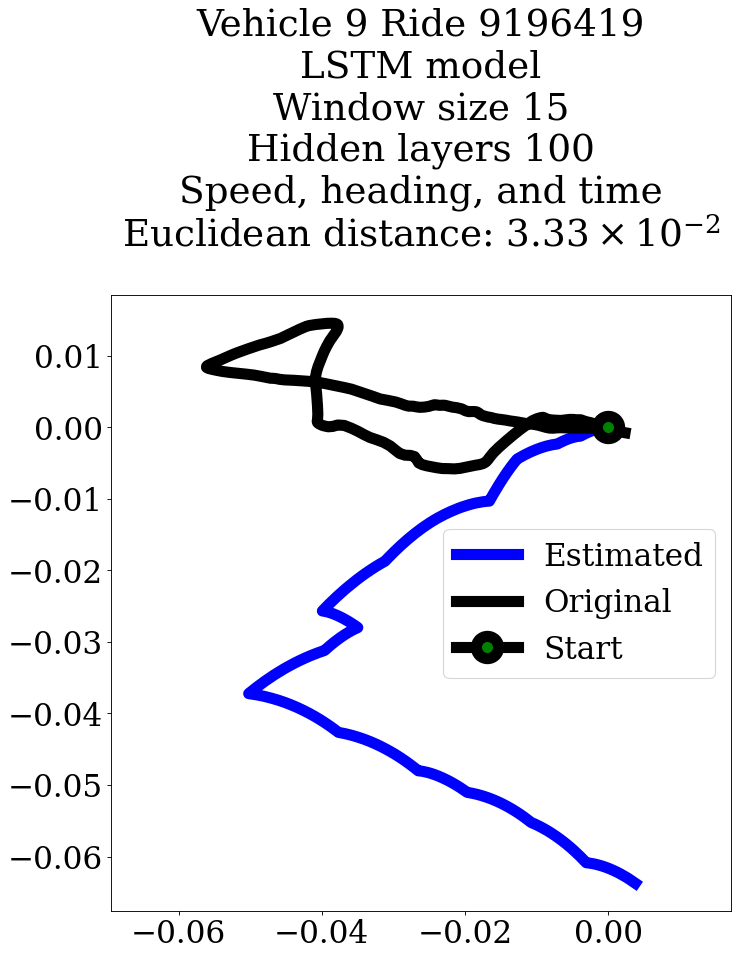 Vehicle 9 Ride 9196419
LSTM model
Window size 15
Hidden layers 100
Speed, heading, and time
Euclidean distance: 3.33 × 10⁻²
0.01
0.00
−0.01
−0.02
−0.03
−0.04
−0.05
−0.06
Estimated
Original
Start
−0.06 −0.04 −0.02 0.00